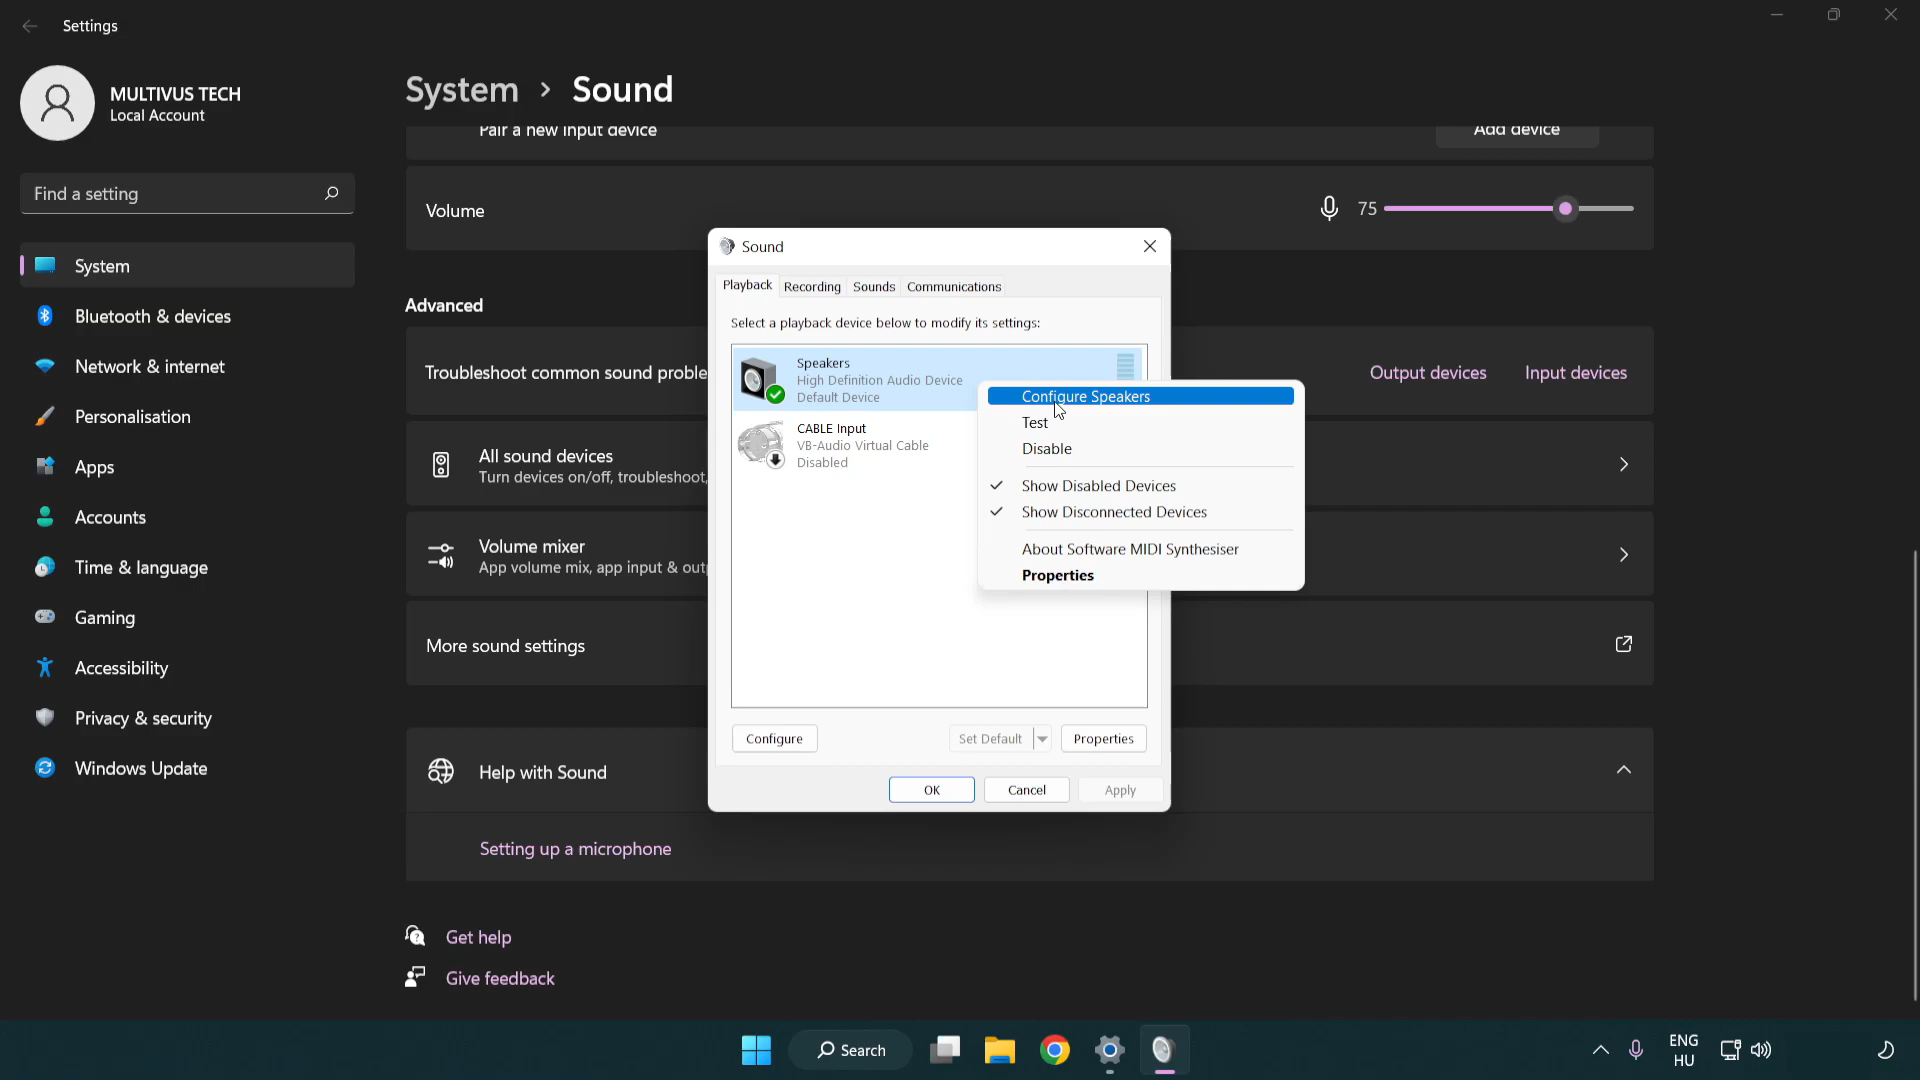 Settings
MULTIVUS TECH
Local Account
Find a setting
System
Bluetooth & devices
Network & internet
Personalisation
Apps
Accounts
Time & language
Gaming
Accessibility
Privacy & security
Windows Update
System › Sound
Pair a new input device
Add device
Volume
75
Advanced
Troubleshoot common sound proble
Output devices
Input devices
All sound devices
Turn devices on/off, troubleshoot,
Volume mixer
App volume mix, app input & outp
More sound settings
Help with Sound
Setting up a microphone
Get help
Give feedback
Sound
Playback Recording Sounds Communications
Select a playback device below to modify its settings:
Speakers
High Definition Audio Device
Default Device
CABLE Input
VB-Audio Virtual Cable
Disabled
Configure Speakers
Test
Disable
Show Disabled Devices
Show Disconnected Devices
About Software MIDI Synthesiser
Properties
Configure
Set Default
Properties
OK
Cancel
Apply
Search
ENG
HU